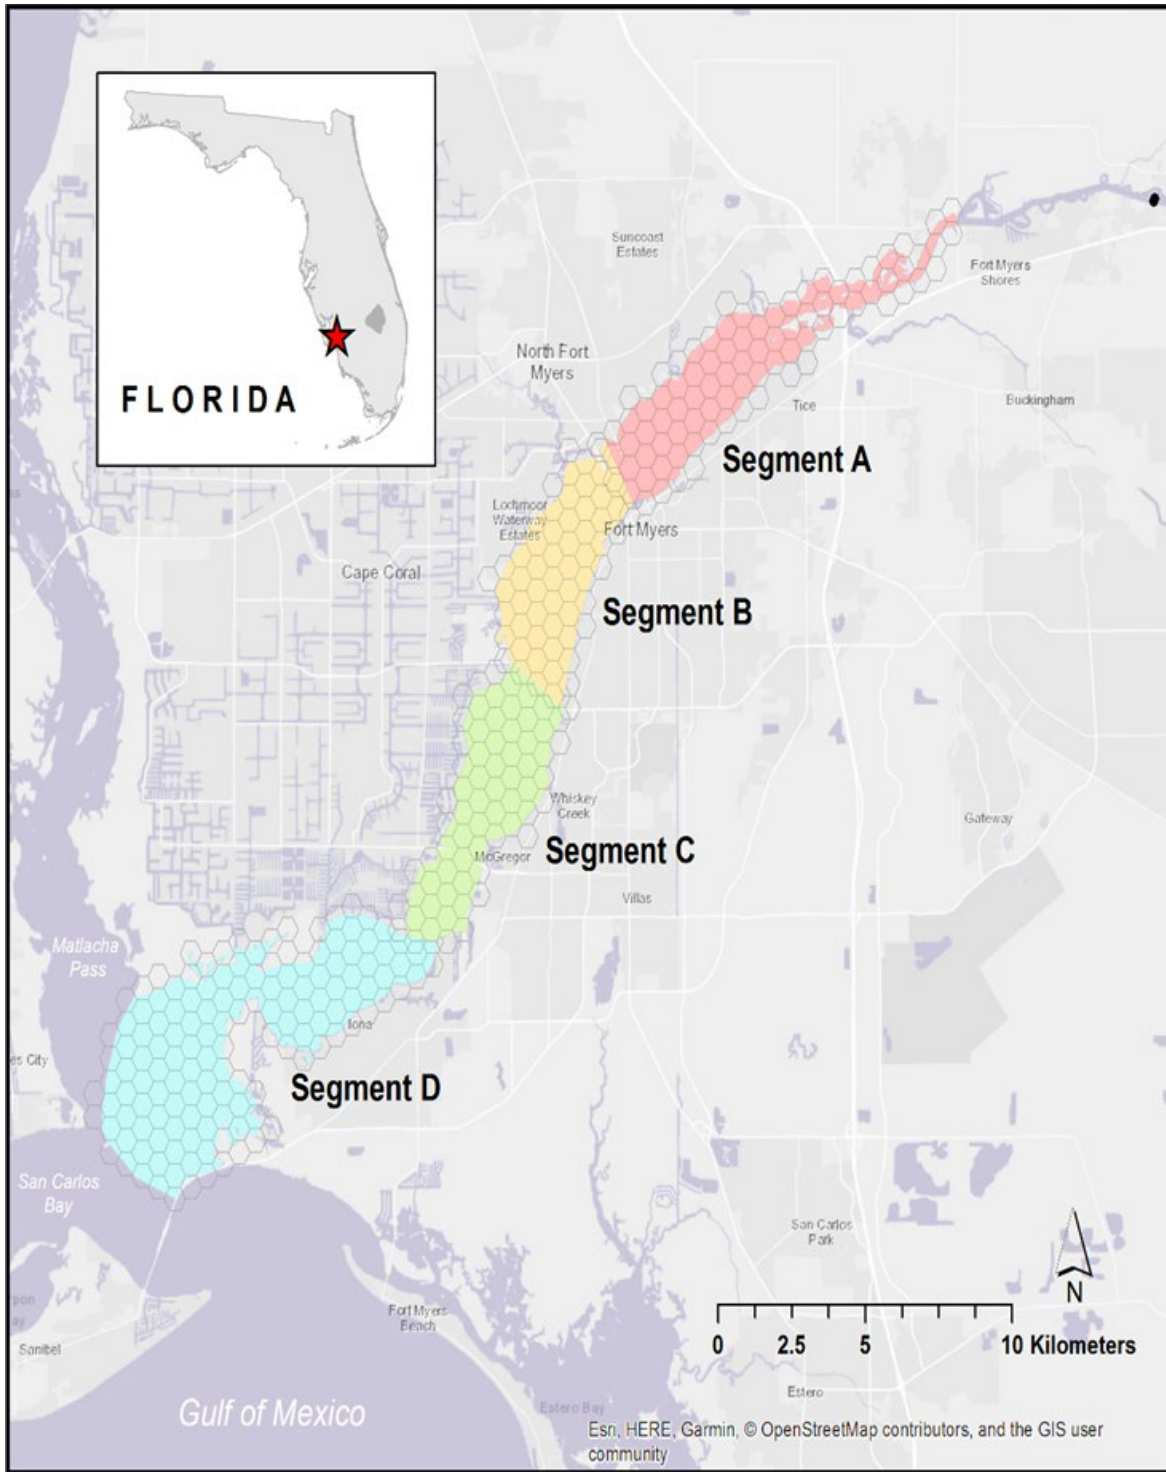 FLORIDA
Suncoast
Estates
Fort Myers
Shores
North Fort
Myers
Tice
Buckingham
Segment A
Lochmoor
Waterway
Estates
Fort Myers
Cape Coral
Segment B
Whiskey
Creek
Gateway
McGregor
Segment C
Villas
Matlacha
Pass
Iona
es City
Segment D
San Carlos
Bay
San Carlos
Park
N
Fort Myers
Beach
0 2.5 5 10 Kilometers
Sanibel
Estero
Gulf of Mexico
Estero Bay
Esri, HERE, Garmin, © OpenStreetMap contributors, and the GIS user
community